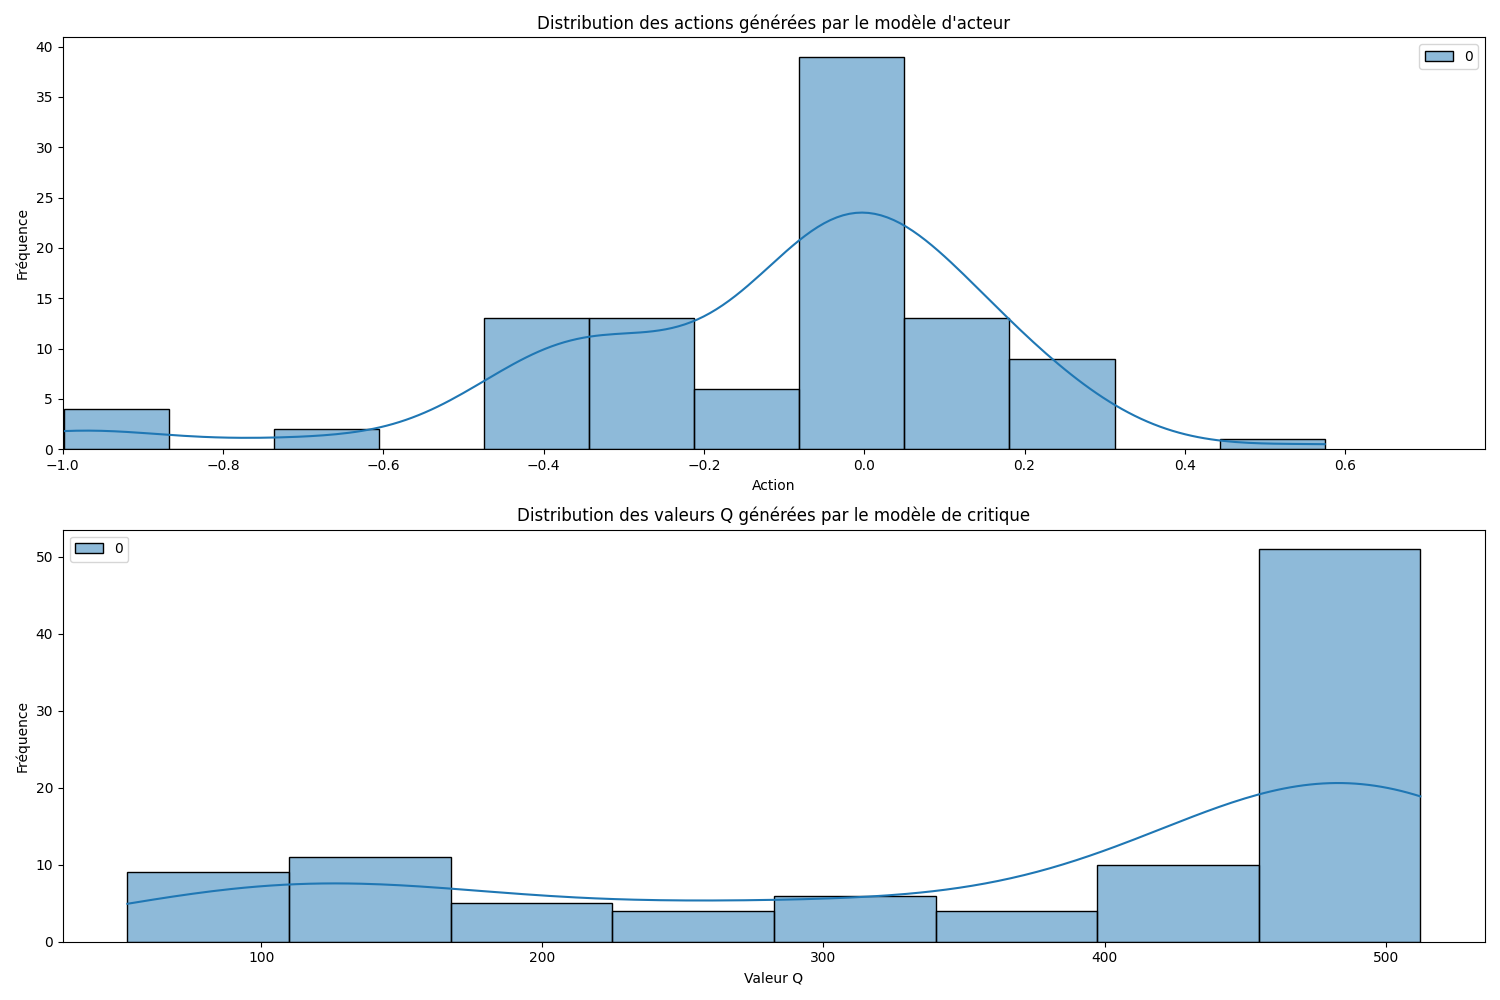 Distribution des actions générées par le modèle d'acteur
40
35
30
25
20
15
10
5
0
Fréquence
0
−1.0 −0.8 −0.6 −0.4 −0.2 0.0 0.2 0.4 0.6
Action
Distribution des valeurs Q générées par le modèle de critique
50
40
30
20
10
0
Fréquence
0
100 200 300 400 500
Valeur Q